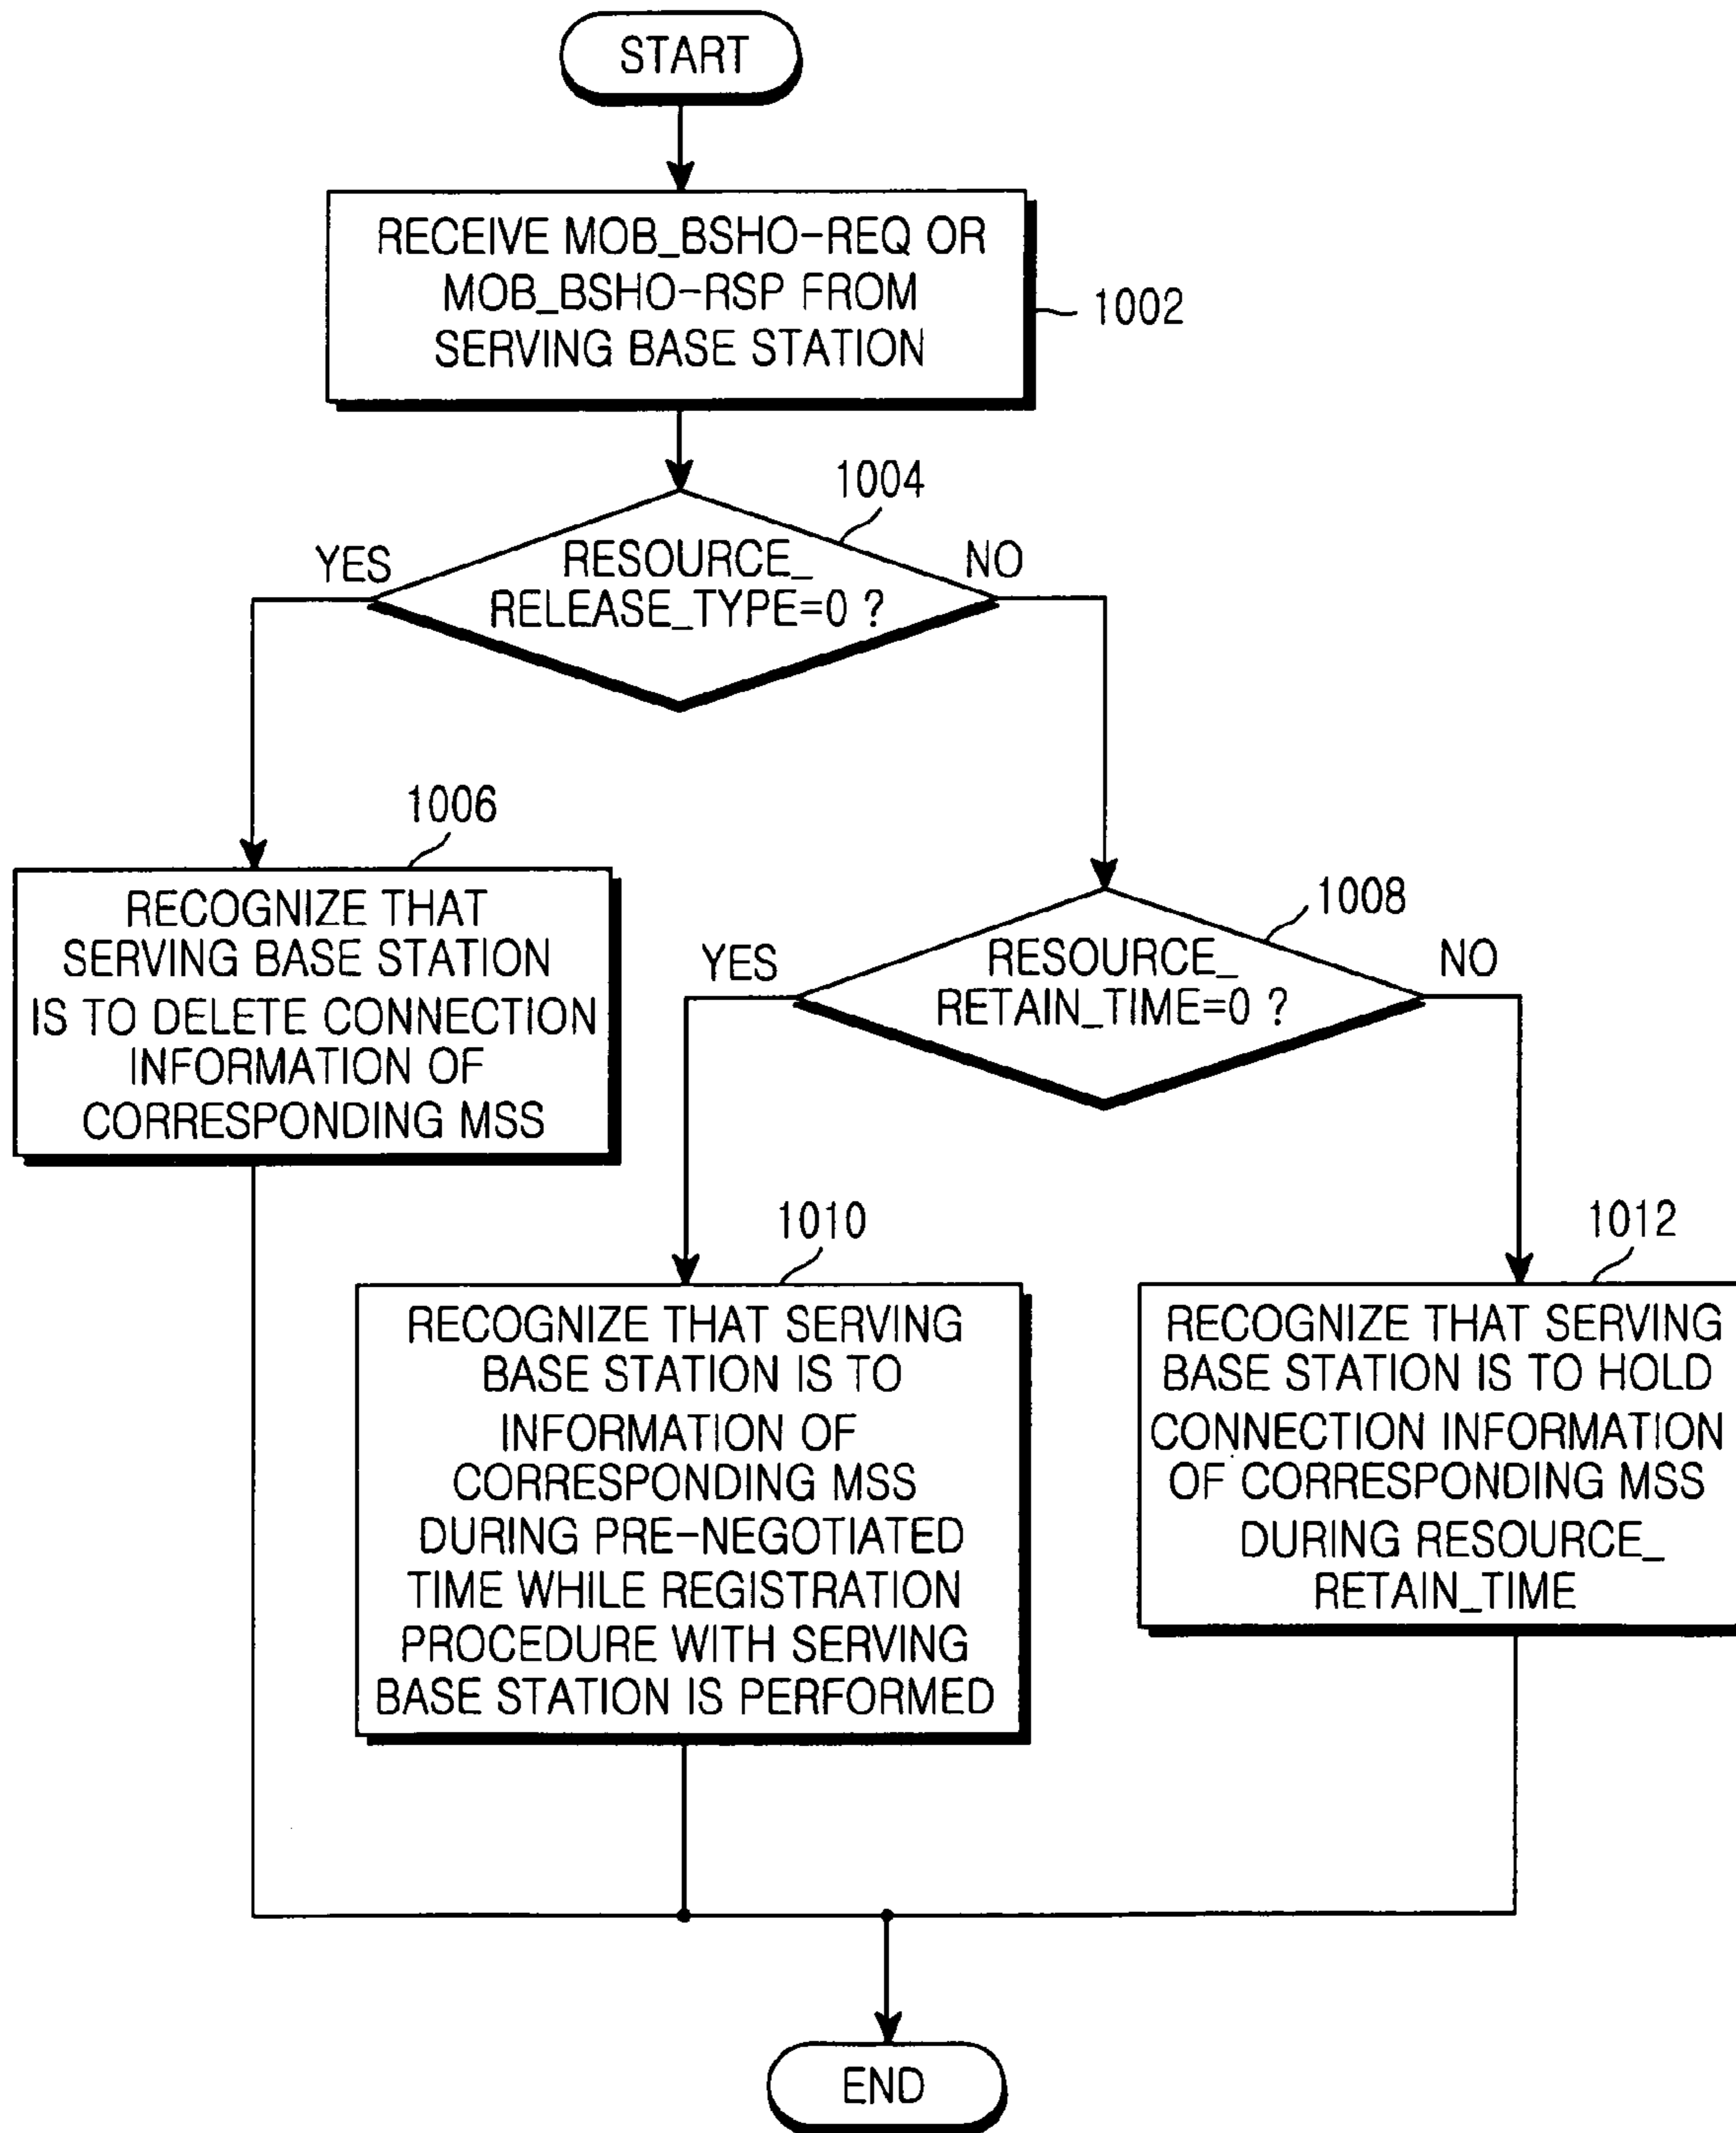 START
RECEIVE MOB_BSHO-REQ OR
MOB_BSHO-RSP FROM
SERVING BASE STATION
1002
1004
YES
NO
RESOURCE_
RELEASE_TYPE=0 ?
1006
RECOGNIZE THAT
SERVING BASE STATION
IS TO DELETE CONNECTION
INFORMATION OF
CORRESPONDING MSS
1008
YES
NO
RESOURCE_
RETAIN_TIME=0 ?
1010
RECOGNIZE THAT SERVING
BASE STATION IS TO
INFORMATION OF
CORRESPONDING MSS
DURING PRE-NEGOTIATED
TIME WHILE REGISTRATION
PROCEDURE WITH SERVING
BASE STATION IS PERFORMED
1012
RECOGNIZE THAT SERVING
BASE STATION IS TO HOLD
CONNECTION INFORMATION
OF CORRESPONDING MSS
DURING RESOURCE_
RETAIN_TIME
END